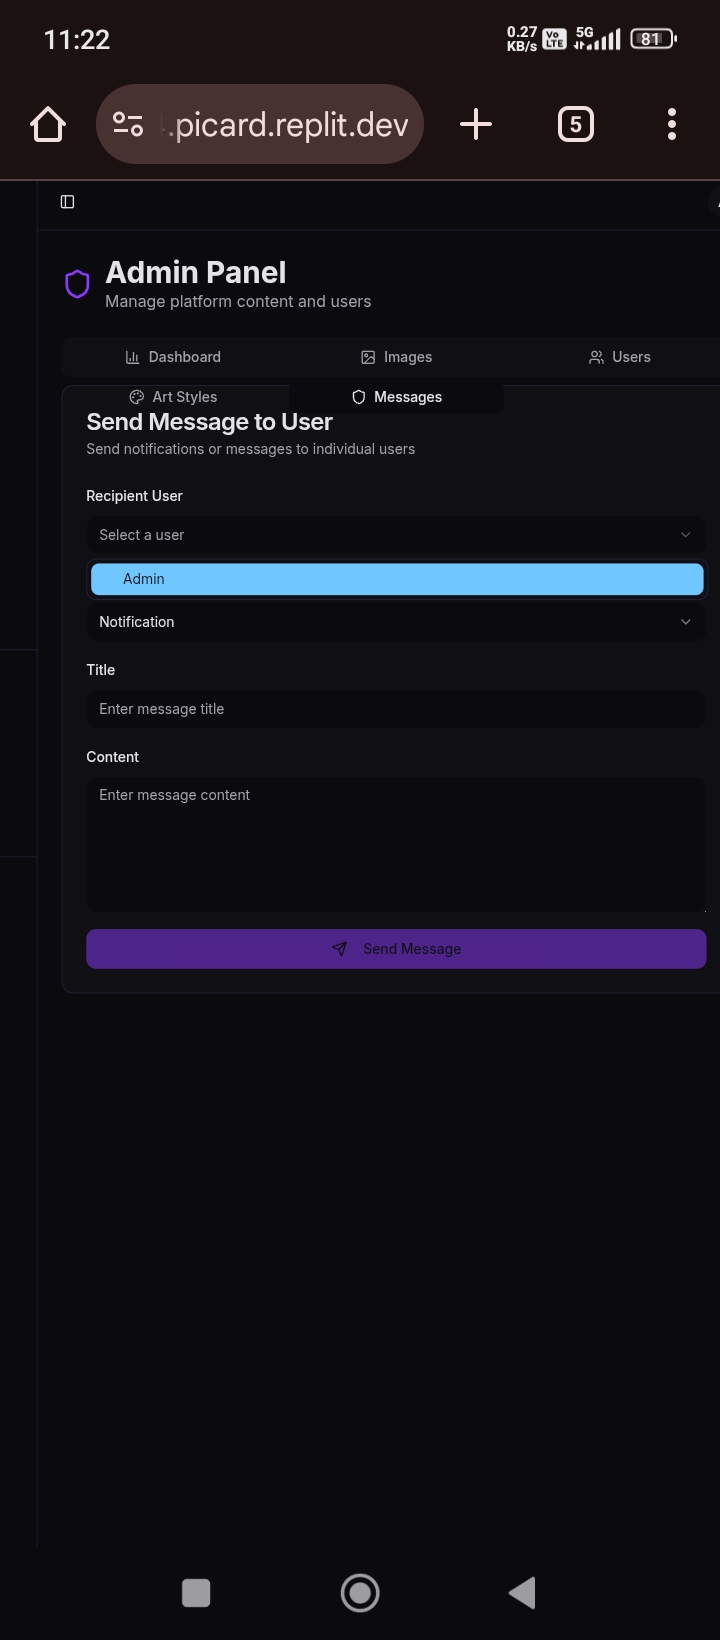 11:22
0.27 KB/s
Vo LTE
5G
81
.picard.replit.dev
5
Admin Panel
Manage platform content and users
Dashboard Images Users
Art Styles Messages
Send Message to User
Send notifications or messages to individual users
Recipient User
Select a user
Admin
Notification
Title
Enter message title
Content
Enter message content
Send Message